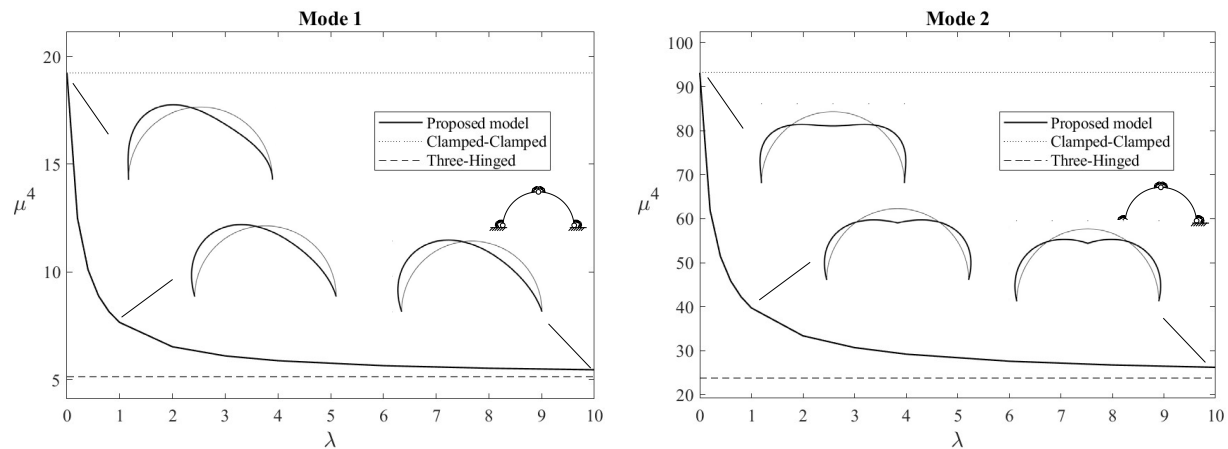 Mode 1
20
15
10
5
μ⁴
Proposed model
Clamped-Clamped
Three-Hinged
0 1 2 3 4 5 6 7 8 9 10
λ
Mode 2
100
90
80
70
60
50
40
30
20
μ⁴
Proposed model
Clamped-Clamped
Three-Hinged
0 1 2 3 4 5 6 7 8 9 10
λ